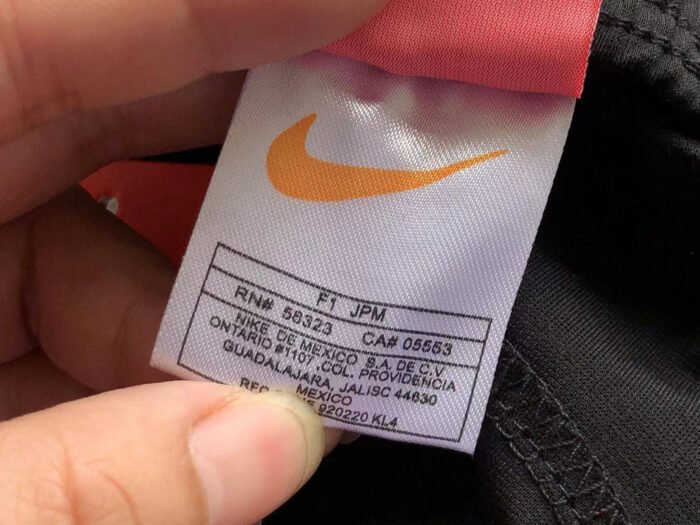 F1 JPM
RN# 56323 CA# 05553
NIKE DE MEXICO S.A. DE C.V
ONTARIO #1107 ,COL. PROVIDENCIA
GUADALAJARA, JALISC 44630
MEXICO
920220 KL4